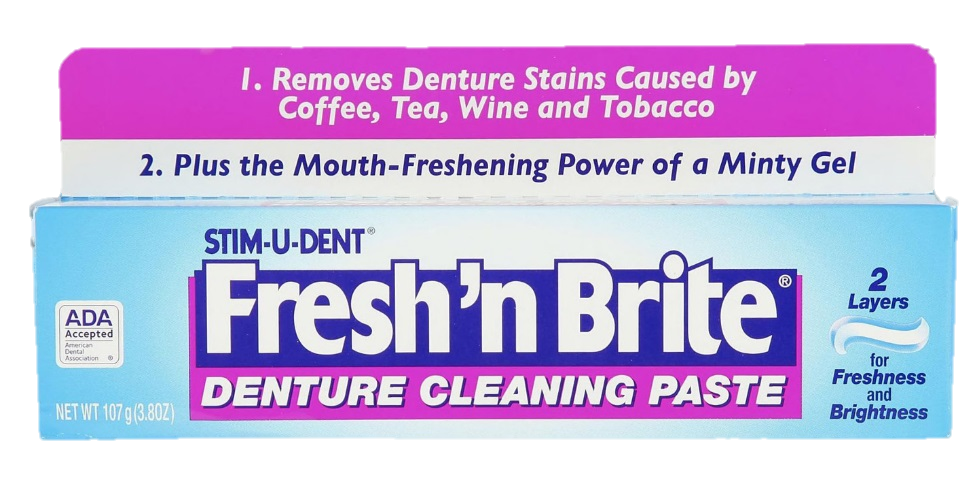 1. Removes Denture Stains Caused by
Coffee, Tea, Wine and Tobacco
2. Plus the Mouth-Freshening Power of a Minty Gel
STIM-U-DENT®
Fresh'n Brite®
DENTURE CLEANING PASTE
ADA
Accepted
American
Dental
Association ®
NET WT 107g (3.8OZ)
2
Layers
for
Freshness
and
Brightness